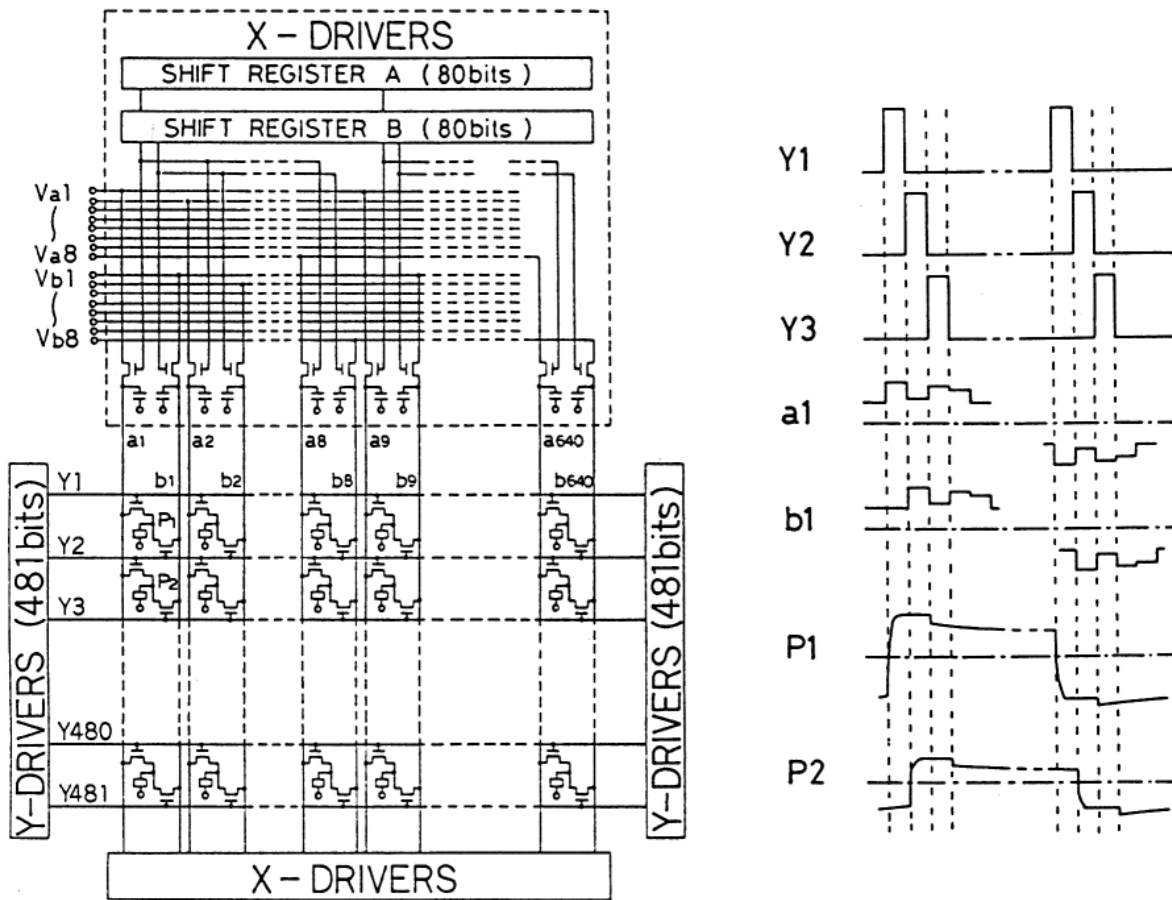 X-DRIVERS
SHIFT REGISTER A (80bits)
SHIFT REGISTER B (80bits)
Va1
Va8
Vb1
Vb8
a1 a2 a8 a9 a640
Y1 b1 b2 b8 b9 b640
P1
Y2
P2
Y3
Y480
Y481
Y-DRIVERS (481bits)
Y-DRIVERS (481bits)
X-DRIVERS
Y1
Y2
Y3
a1
b1
P1
P2